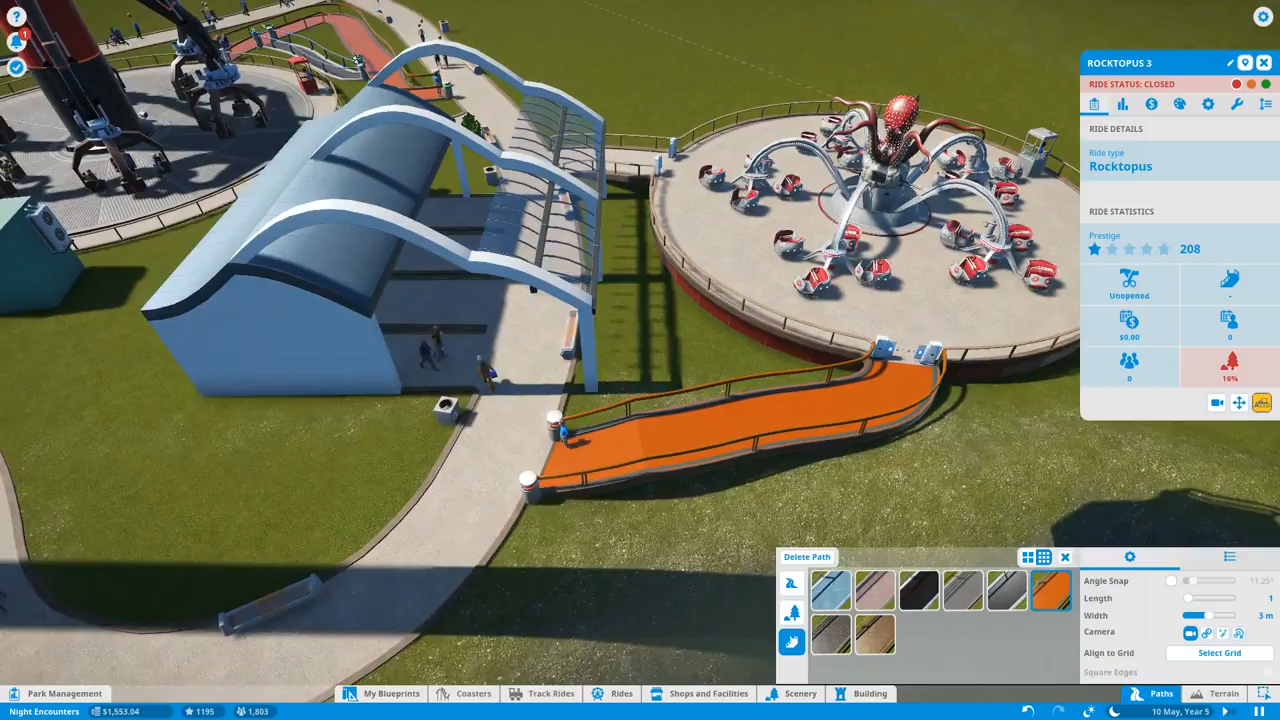 ?
1
ROCKTOPUS 3
RIDE STATUS: CLOSED
RIDE DETAILS
Ride type
Rocktopus
RIDE STATISTICS
Prestige
208
Unopened
-
$0.00
0
0
16%
Delete Path
Angle Snap
11.25°
Length
1
Width
3 m
Camera
Align to Grid
Select Grid
Square Edges
Park Management
My Blueprints
Coasters
Track Rides
Rides
Shops and Facilities
Scenery
Building
Paths
Terrain
Night Encounters
$1,553.04
1195
1,803
10 May, Year 5